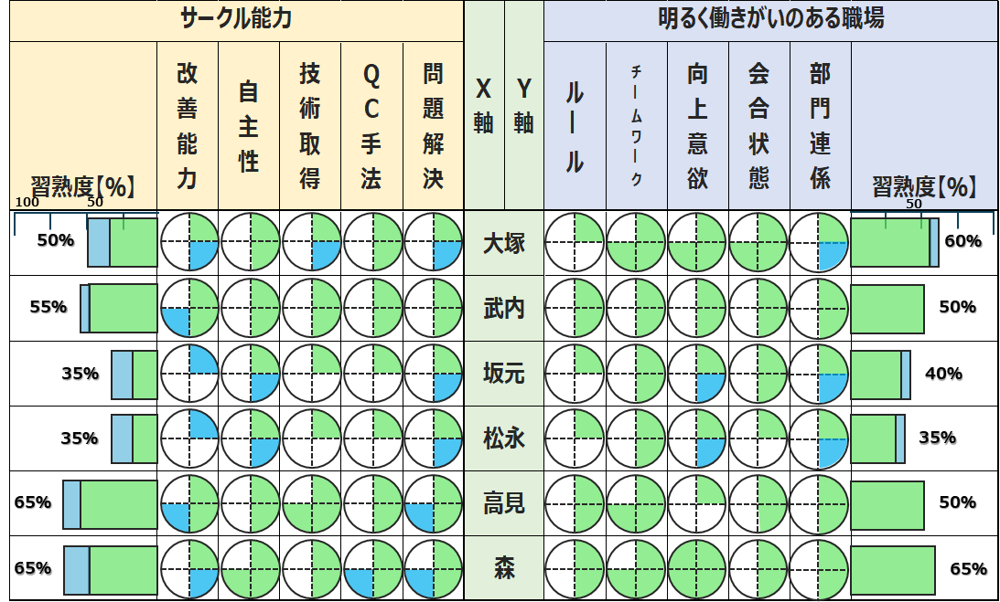 サークル能力
X軸
Y軸
明るく働きがいのある職場
習熟度【%】
改善能力
自主性
技術取得
QC手法
問題解決
ルール
チームワーク
向上意欲
会合状態
部門連係
習熟度【%】
100
50
50
50%
大塚
60%
55%
武内
50%
35%
坂元
40%
35%
松永
35%
65%
高見
50%
65%
森
65%